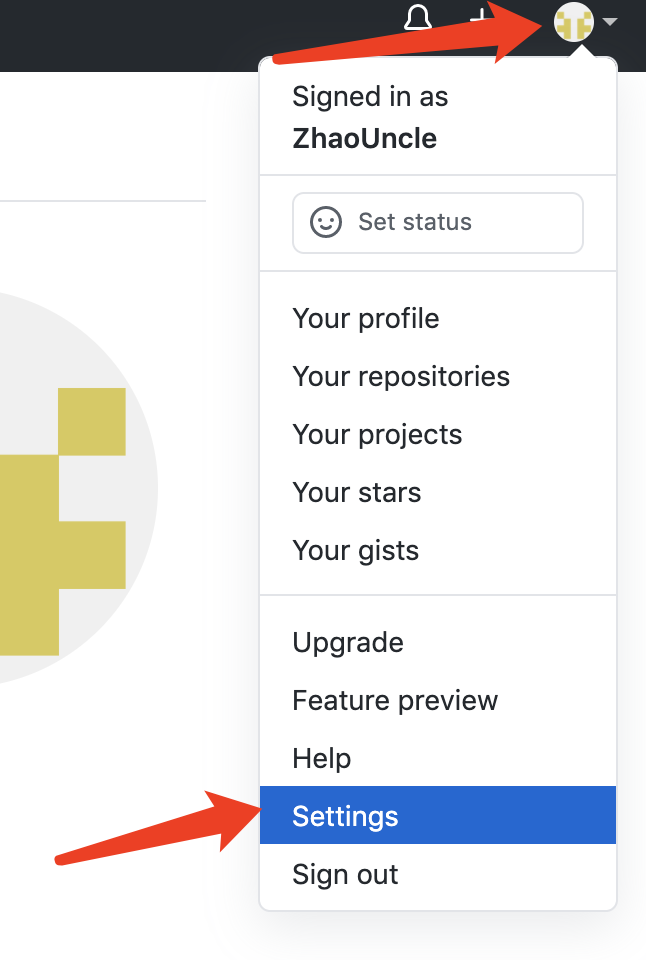 Signed in as
ZhaoUncle
Set status
Your profile
Your repositories
Your projects
Your stars
Your gists
Upgrade
Feature preview
Help
Settings
Sign out